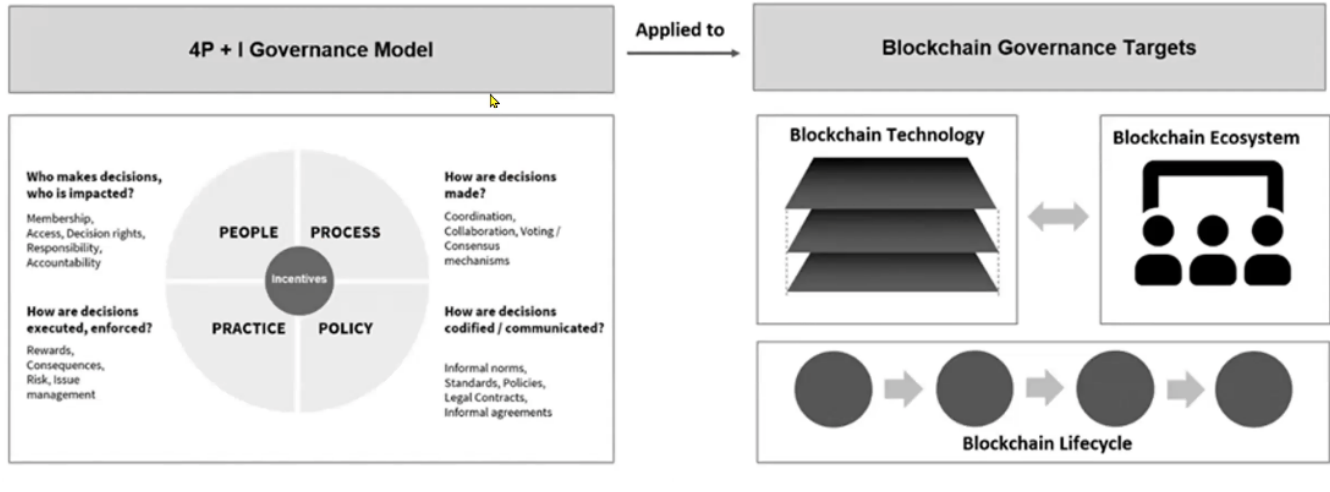 4P + I Governance Model
Applied to
Blockchain Governance Targets
Who makes decisions,
who is impacted?
Membership,
Access, Decision rights,
Responsibility,
Accountability
How are decisions
made?
Coordination,
Collaboration, Voting /
Consensus
mechanisms
PEOPLE
PROCESS
Incentives
PRACTICE
POLICY
How are decisions
executed, enforced?
Rewards,
Consequences,
Risk, Issue
management
How are decisions
codified / communicated?
Informal norms,
Standards, Policies,
Legal Contracts,
Informal agreements
Blockchain Technology
Blockchain Ecosystem
Blockchain Lifecycle